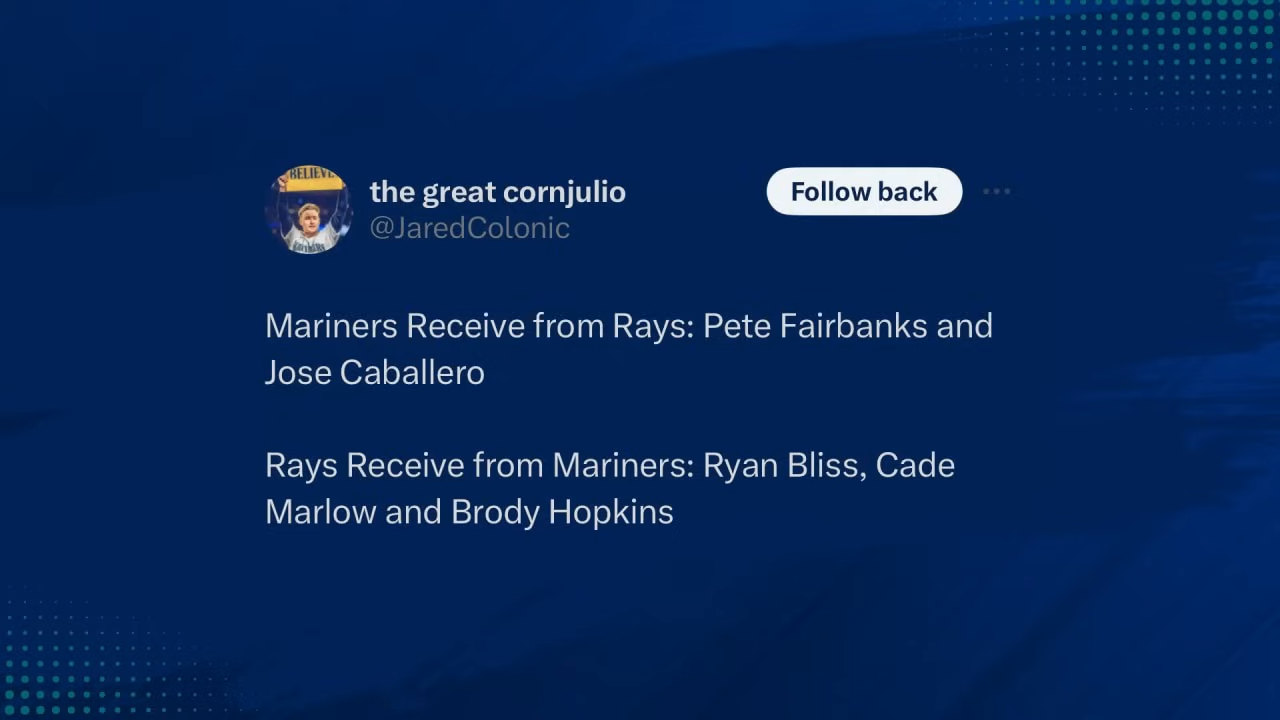 BELIEVE
the great cornjulio
Follow back
@JaredColonic
Mariners Receive from Rays: Pete Fairbanks and
Jose Caballero
Rays Receive from Mariners: Ryan Bliss, Cade
Marlow and Brody Hopkins